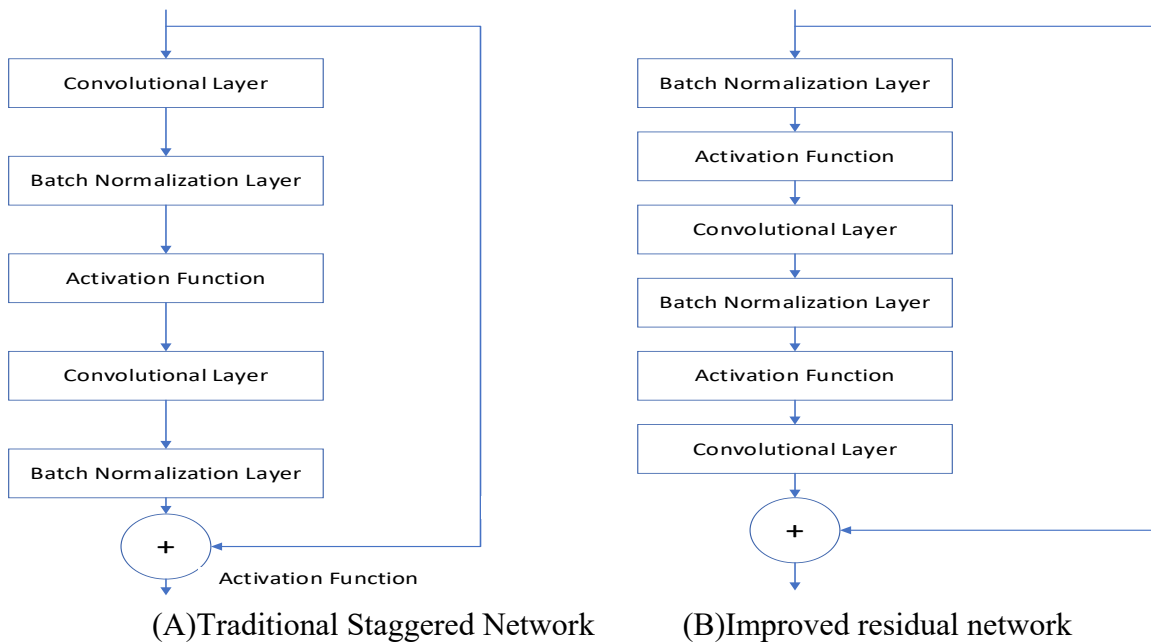 Convolutional Layer
Batch Normalization Layer
Activation Function
Convolutional Layer
Batch Normalization Layer
+
Activation Function
(A)Traditional Staggered Network
Batch Normalization Layer
Activation Function
Convolutional Layer
Batch Normalization Layer
Activation Function
Convolutional Layer
+
(B)Improved residual network